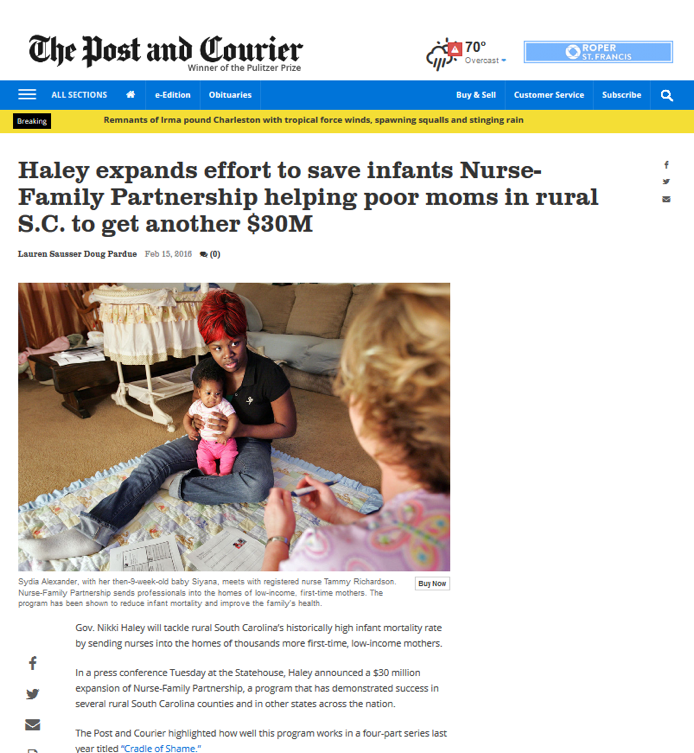 The Post and Courier
Winner of the Pulitzer Prize
70°
Overcast
ROPER
ST. FRANCIS
ALL SECTIONS
e-Edition
Obituaries
Buy & Sell
Customer Service
Subscribe
Breaking
Remnants of Irma pound Charleston with tropical force winds, spawning squalls and stinging rain
Haley expands effort to save infants Nurse-
Family Partnership helping poor moms in rural
S.C. to get another $30M
Lauren Sausser Doug Pardue Feb 15, 2016 (0)
Sydia Alexander, with her then-9-week-old baby Siyana, meets with registered nurse Tammy Richardson.
Nurse-Family Partnership sends professionals into the homes of low-income, first-time mothers. The
program has been shown to reduce infant mortality and improve the family's health.
Buy Now
Gov. Nikki Haley will tackle rural South Carolina's historically high infant mortality rate
by sending nurses into the homes of thousands more first-time, low-income mothers.
In a press conference Tuesday at the Statehouse, Haley announced a $30 million
expansion of Nurse-Family Partnership, a program that has demonstrated success in
several rural South Carolina counties and in other states across the nation.
The Post and Courier highlighted how well this program works in a four-part series last
year titled “Cradle of Shame.”